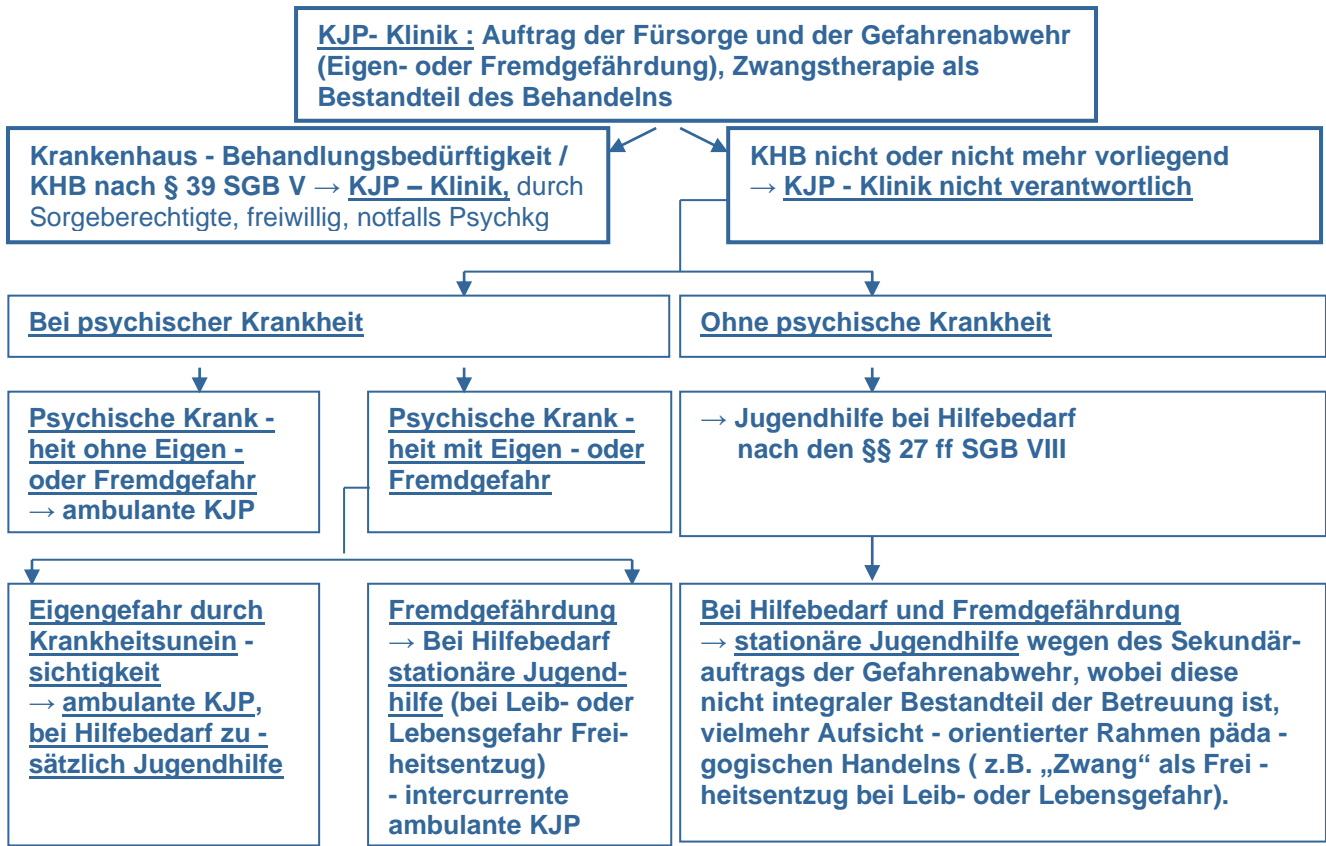 KJP- Klinik : Auftrag der Fürsorge und der Gefahrenabwehr
(Eigen- oder Fremdgefährdung), Zwangstherapie als
Bestandteil des Behandelns
Krankenhaus - Behandlungsbedürftigkeit /
KHB nach § 39 SGB V → KJP – Klinik, durch
Sorgeberechtigte, freiwillig, notfalls Psychkg
KHB nicht oder nicht mehr vorliegend
→ KJP - Klinik nicht verantwortlich
Bei psychischer Krankheit
Ohne psychische Krankheit
Psychische Krank -
heit ohne Eigen -
oder Fremdgefahr
→ ambulante KJP
Psychische Krank -
heit mit Eigen - oder
Fremdgefahr
→ Jugendhilfe bei Hilfebedarf
nach den §§ 27 ff SGB VIII
Eigengefahr durch
Krankheitsunein -
sichtigkeit
→ ambulante KJP,
bei Hilfebedarf zu -
sätzlich Jugendhilfe
Fremdgefährdung
→ Bei Hilfebedarf
stationäre Jugend-
hilfe (bei Leib- oder
Lebensgefahr Frei-
heitsentzug)
- intercurrente
ambulante KJP
Bei Hilfebedarf und Fremdgefährdung
→ stationäre Jugendhilfe wegen des Sekundär-
auftrags der Gefahrenabwehr, wobei diese
nicht integraler Bestandteil der Betreuung ist,
vielmehr Aufsicht - orientierter Rahmen päda -
gogischen Handelns ( z.B. „Zwang“ als Frei -
heitsentzug bei Leib- oder Lebensgefahr).